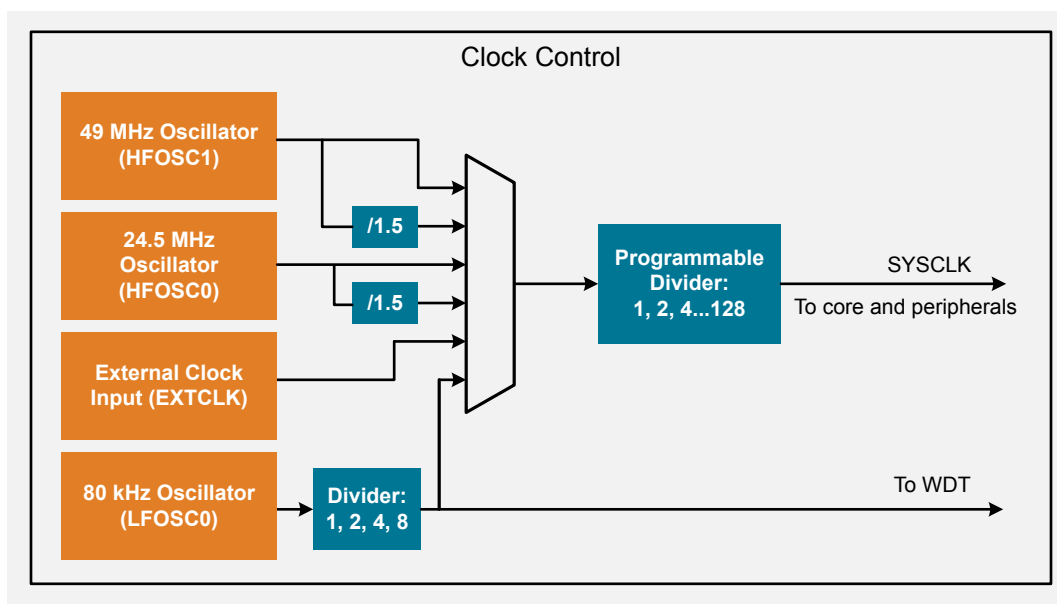 Clock Control
49 MHz Oscillator
(HFOSC1)
/1.5
24.5 MHz
Oscillator
(HFOSC0)
/1.5
Programmable
Divider:
1, 2, 4...128
SYSCLK
To core and peripherals
External Clock
Input (EXTCLK)
80 kHz Oscillator
(LFOSC0)
Divider:
1, 2, 4, 8
To WDT